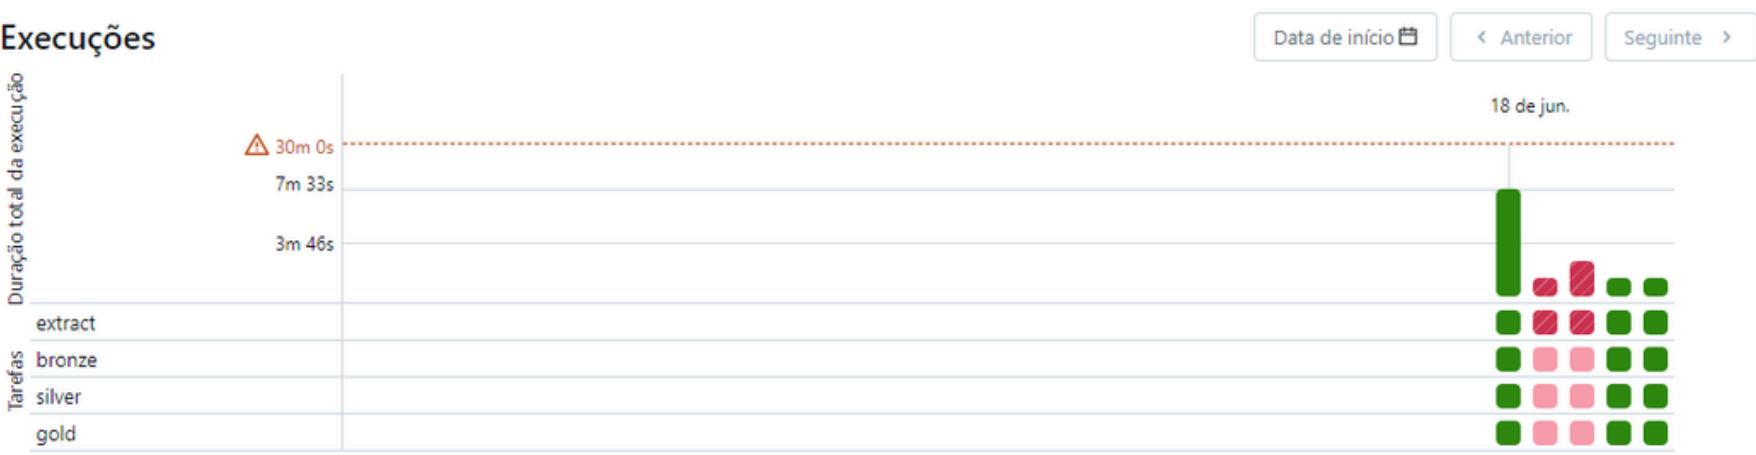 Execuções
Data de início
Anterior
Seguinte
Duração total da execução
18 de jun.
30m 0s
7m 33s
3m 46s
Tarefas
extract
bronze
silver
gold